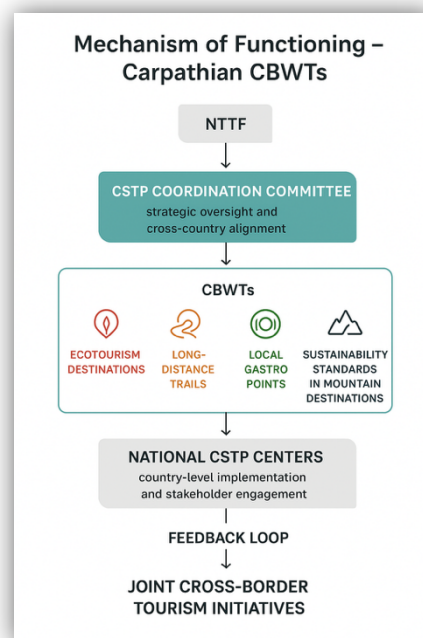 Mechanism of Functioning –
Carpathian CBWTs
NTTF
CSTP COORDINATION COMMITTEE
strategic oversight and
cross-country alignment
CBWTs
ECOTOURISM
DESTINATIONS
LONG-
DISTANCE
TRAILS
LOCAL
GASTRO
POINTS
SUSTAINABILITY
STANDARDS
IN MOUNTAIN
DESTINATIONS
NATIONAL CSTP CENTERS
country-level implementation
and stakeholder engagement
FEEDBACK LOOP
JOINT CROSS-BORDER
TOURISM INITIATIVES